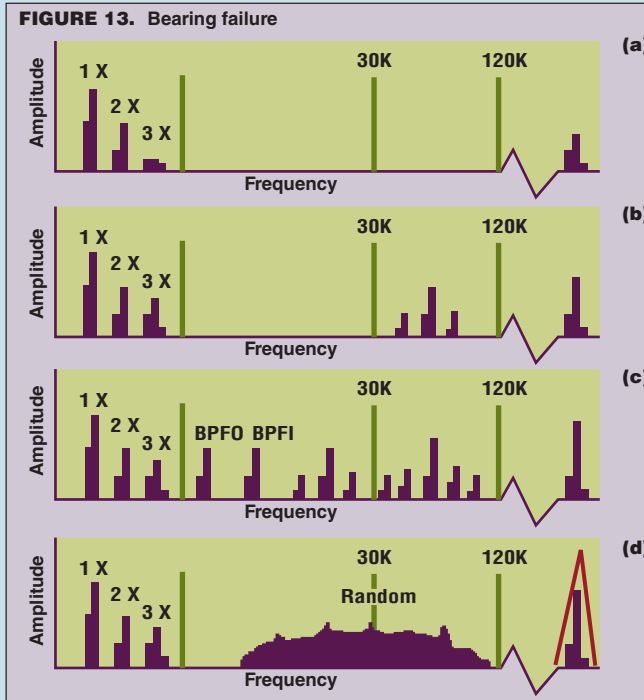 FIGURE 13. Bearing failure
(a)
Amplitude
1 X
2 X
3 X
30K
120K
Frequency
(b)
Amplitude
1 X
2 X
3 X
30K
120K
Frequency
(c)
Amplitude
1 X
2 X
3 X
BPFO BPFI
30K
120K
Frequency
(d)
Amplitude
1 X
2 X
3 X
30K
Random
120K
Frequency